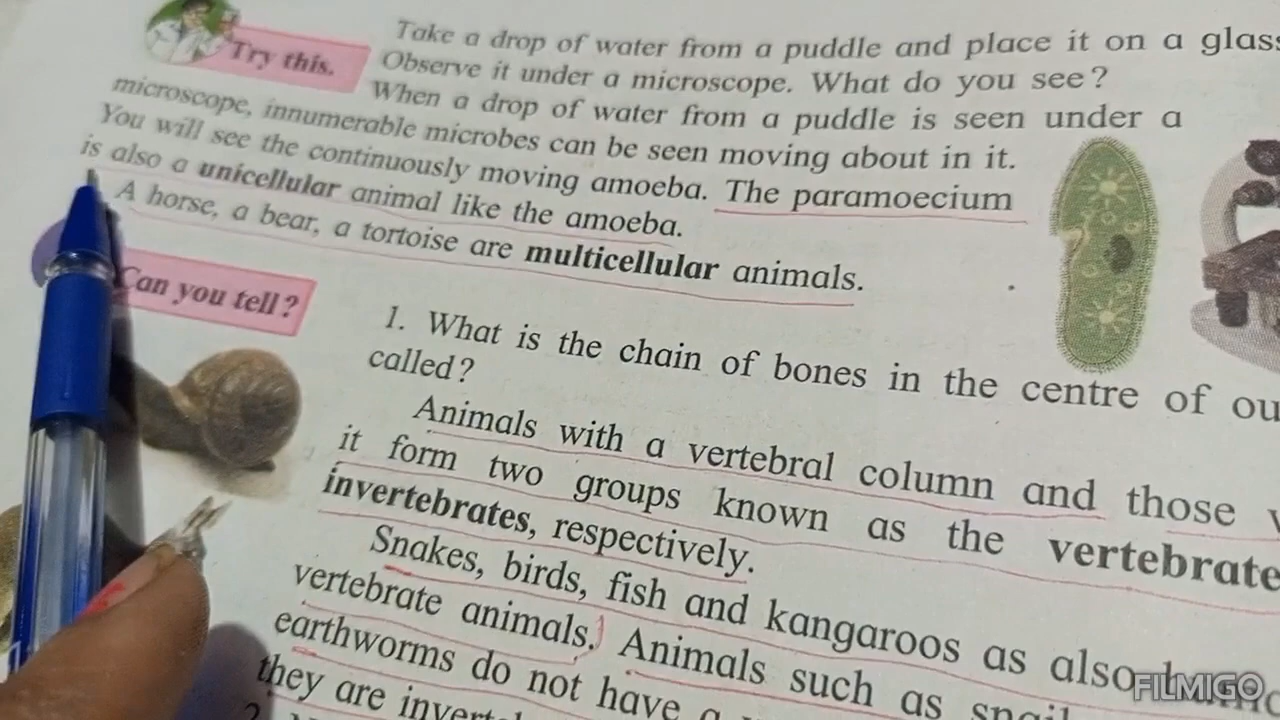 Try this.
Take a drop of water from a puddle and place it on a glass
Observe it under a microscope. What do you see?
When a drop of water from a puddle is seen under a
microscope, innumerable microbes can be seen moving about in it.
You will see the continuously moving amoeba. The paramoecium
is also a unicellular animal like the amoeba.
A horse, a bear, a tortoise are multicellular animals.
Can you tell?
1. What is the chain of bones in the centre of ou
called?
Animals with a vertebral column and those
it form two groups known as the vertebrate
invertebrates, respectively.
Snakes, birds, fish and kangaroos as also
vertebrate animals. Animals such as snail
earthworms do not have a
they are invert
FILMIGO